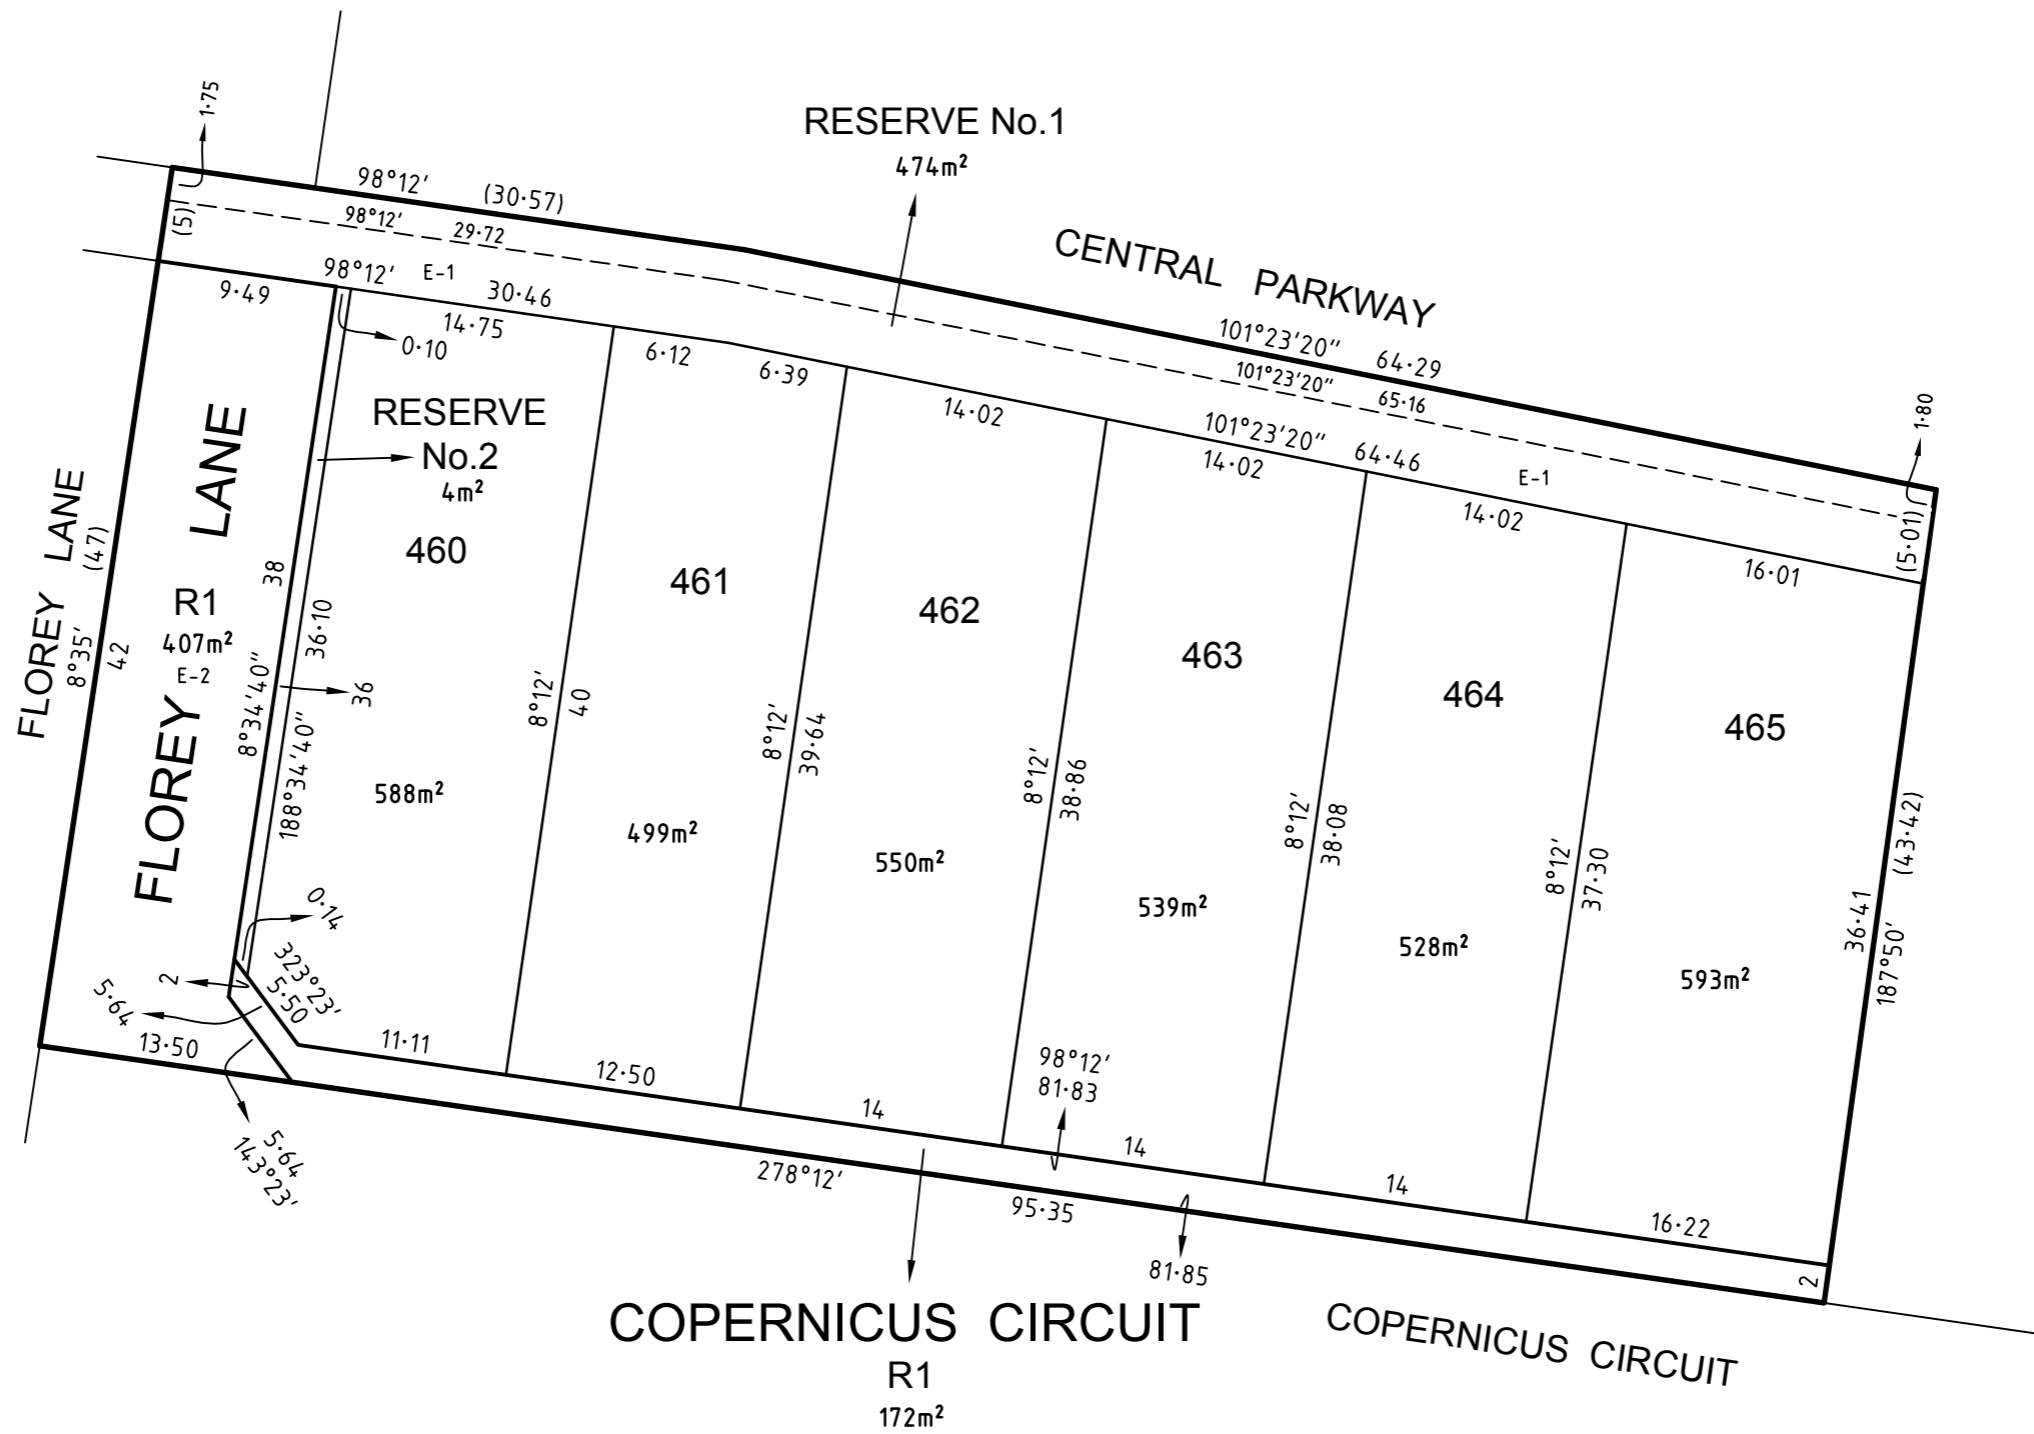 1·75
RESERVE No.1
474m²
98°12' (30·57)
(5)
98°12' 29·72
CENTRAL PARKWAY
98°12' E-1 30·46
9·49
14·75
0·10
6·12
6·39
101°23'20" 64·29
101°23'20" 65·16
1·80
14·02
101°23'20" 64·46
14·02
E-1
14·02
(5·01)
16·01
RESERVE
No.2
4m²
FLOREY LANE
8°35' (47)
42
FLOREY LANE
R1
407m²
E-2
38
8°34'40"
36·10
36
188°34'40"
460
588m²
8°12'
40
461
499m²
8°12'
39·64
462
550m²
8°12'
38·86
463
539m²
8°12'
38·08
464
528m²
8°12'
37·30
465
593m²
36·41
(43·42)
187°50'
0·14
2
323°23'
5·50
5·64
13·50
5·64
143°23'
11·11
12·50
14
98°12'
81·83
14
14
16·22
2
278°12' 95·35
81·85
COPERNICUS CIRCUIT
R1
172m²
COPERNICUS CIRCUIT